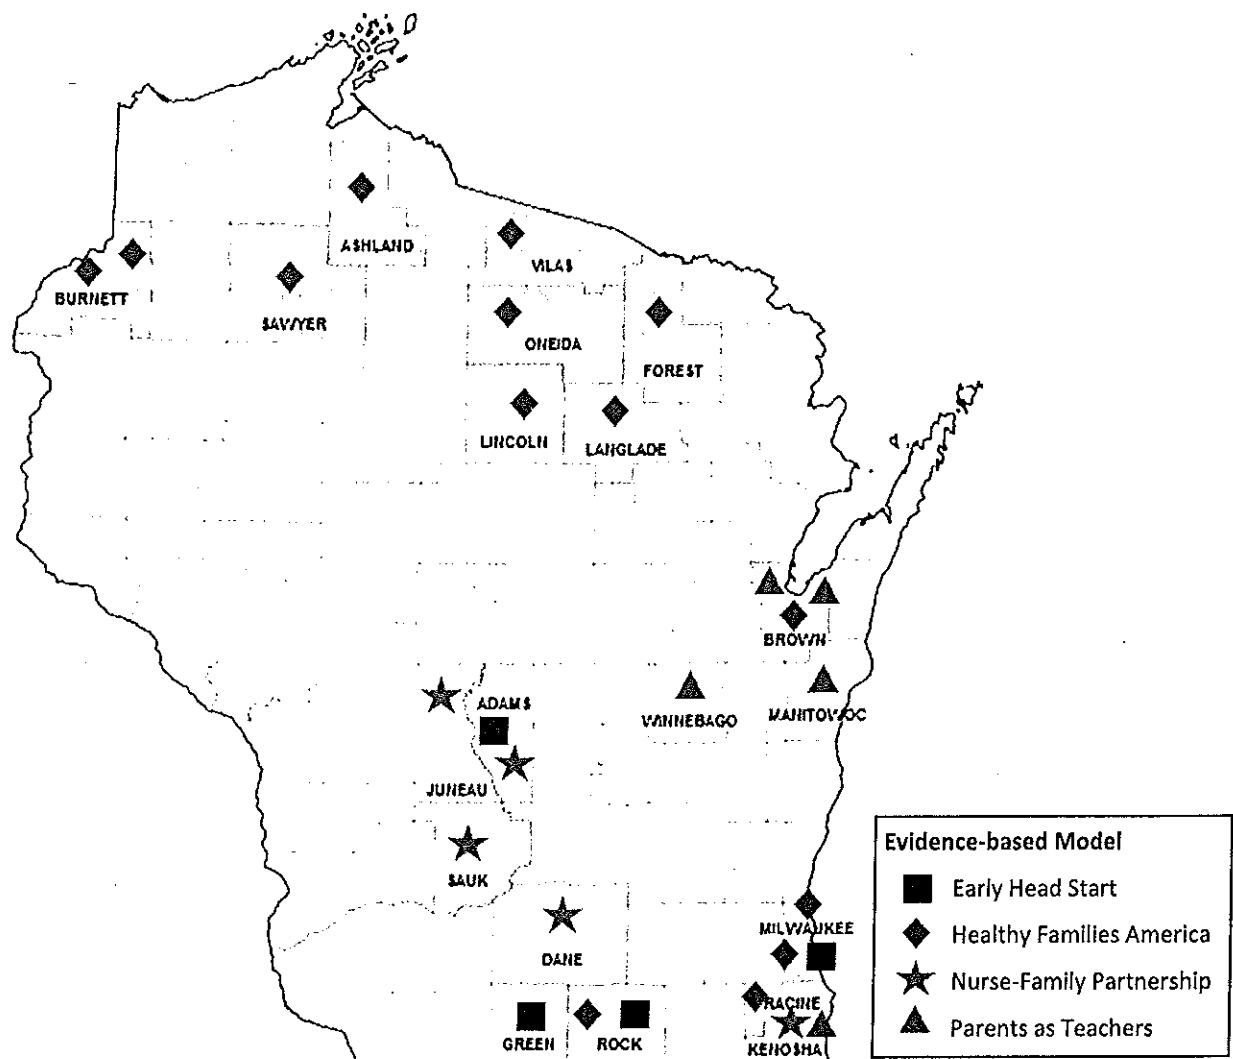 ASHLAND
VILAS
BURNETT
SAWYER
ONEIDA
FOREST
LINCOLN
LANGLADE
BROWN
ADAMS
WINNEBAGO
MANITOWOC
JUNEAU
SAUK
Evidence-based Model
Early Head Start
MILWAUKEE
Healthy Families America
DANE
Nurse-Family Partnership
RACINE
Parents as Teachers
GREEN
ROCK
KENOSHA